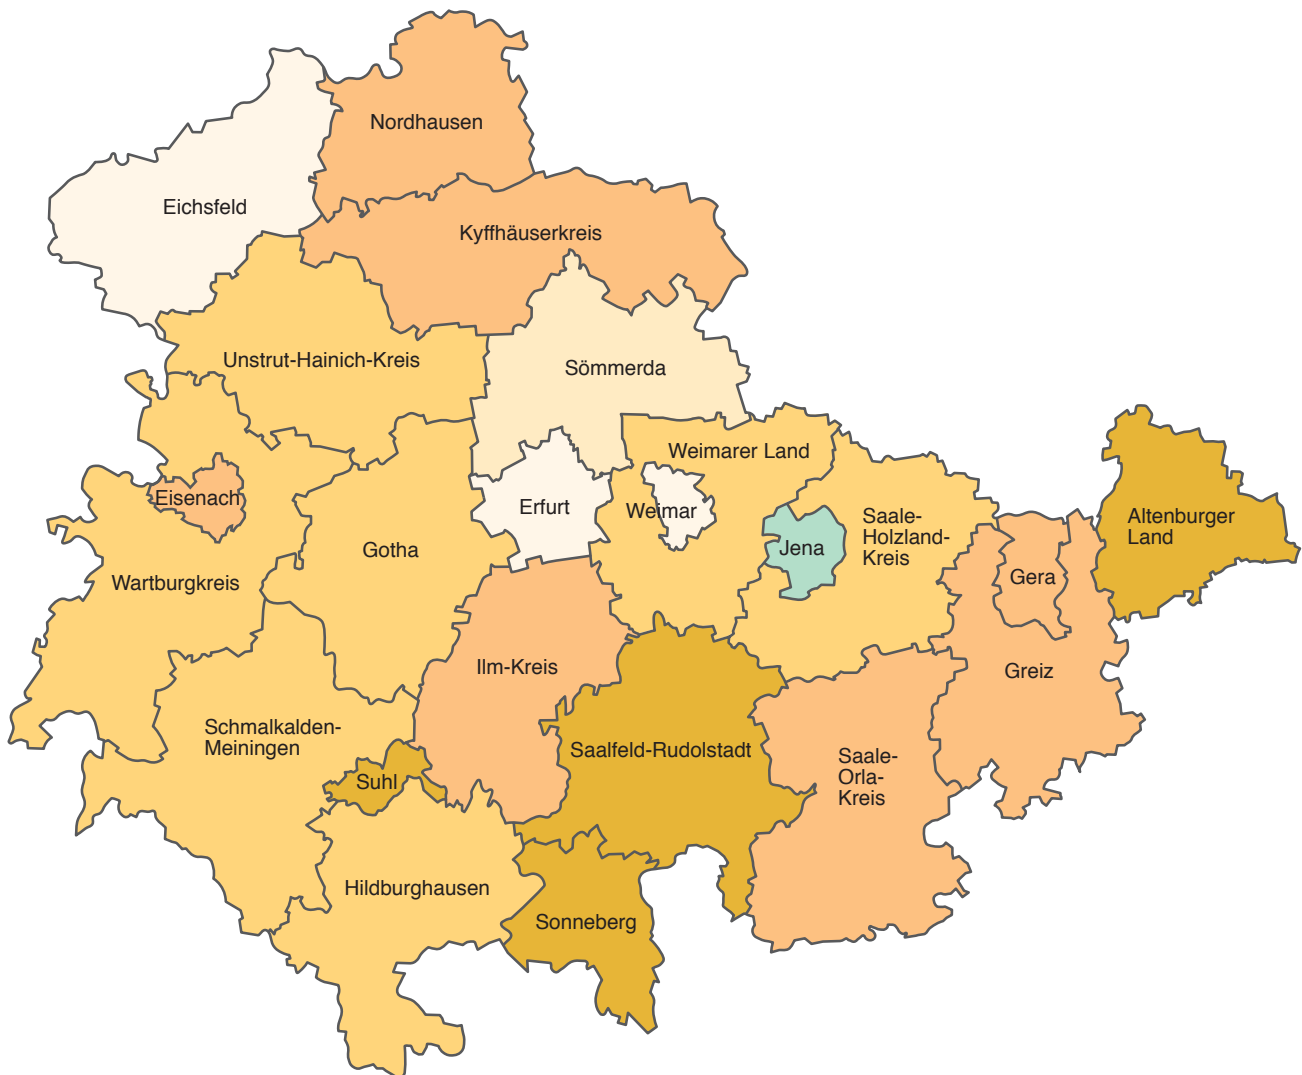 Nordhausen
Eichsfeld
Kyffhäuserkreis
Unstrut-Hainich-Kreis
Sömmerda
Weimarer Land
Eisenach
Erfurt
Weimar
Saale-
Holzland-
Kreis
Altenburger
Land
Jena
Gotha
Wartburgkreis
Gera
Ilm-Kreis
Greiz
Schmalkalden-
Meiningen
Saalfeld-Rudolstadt
Saale-
Orla-
Kreis
Suhl
Hildburghausen
Sonneberg